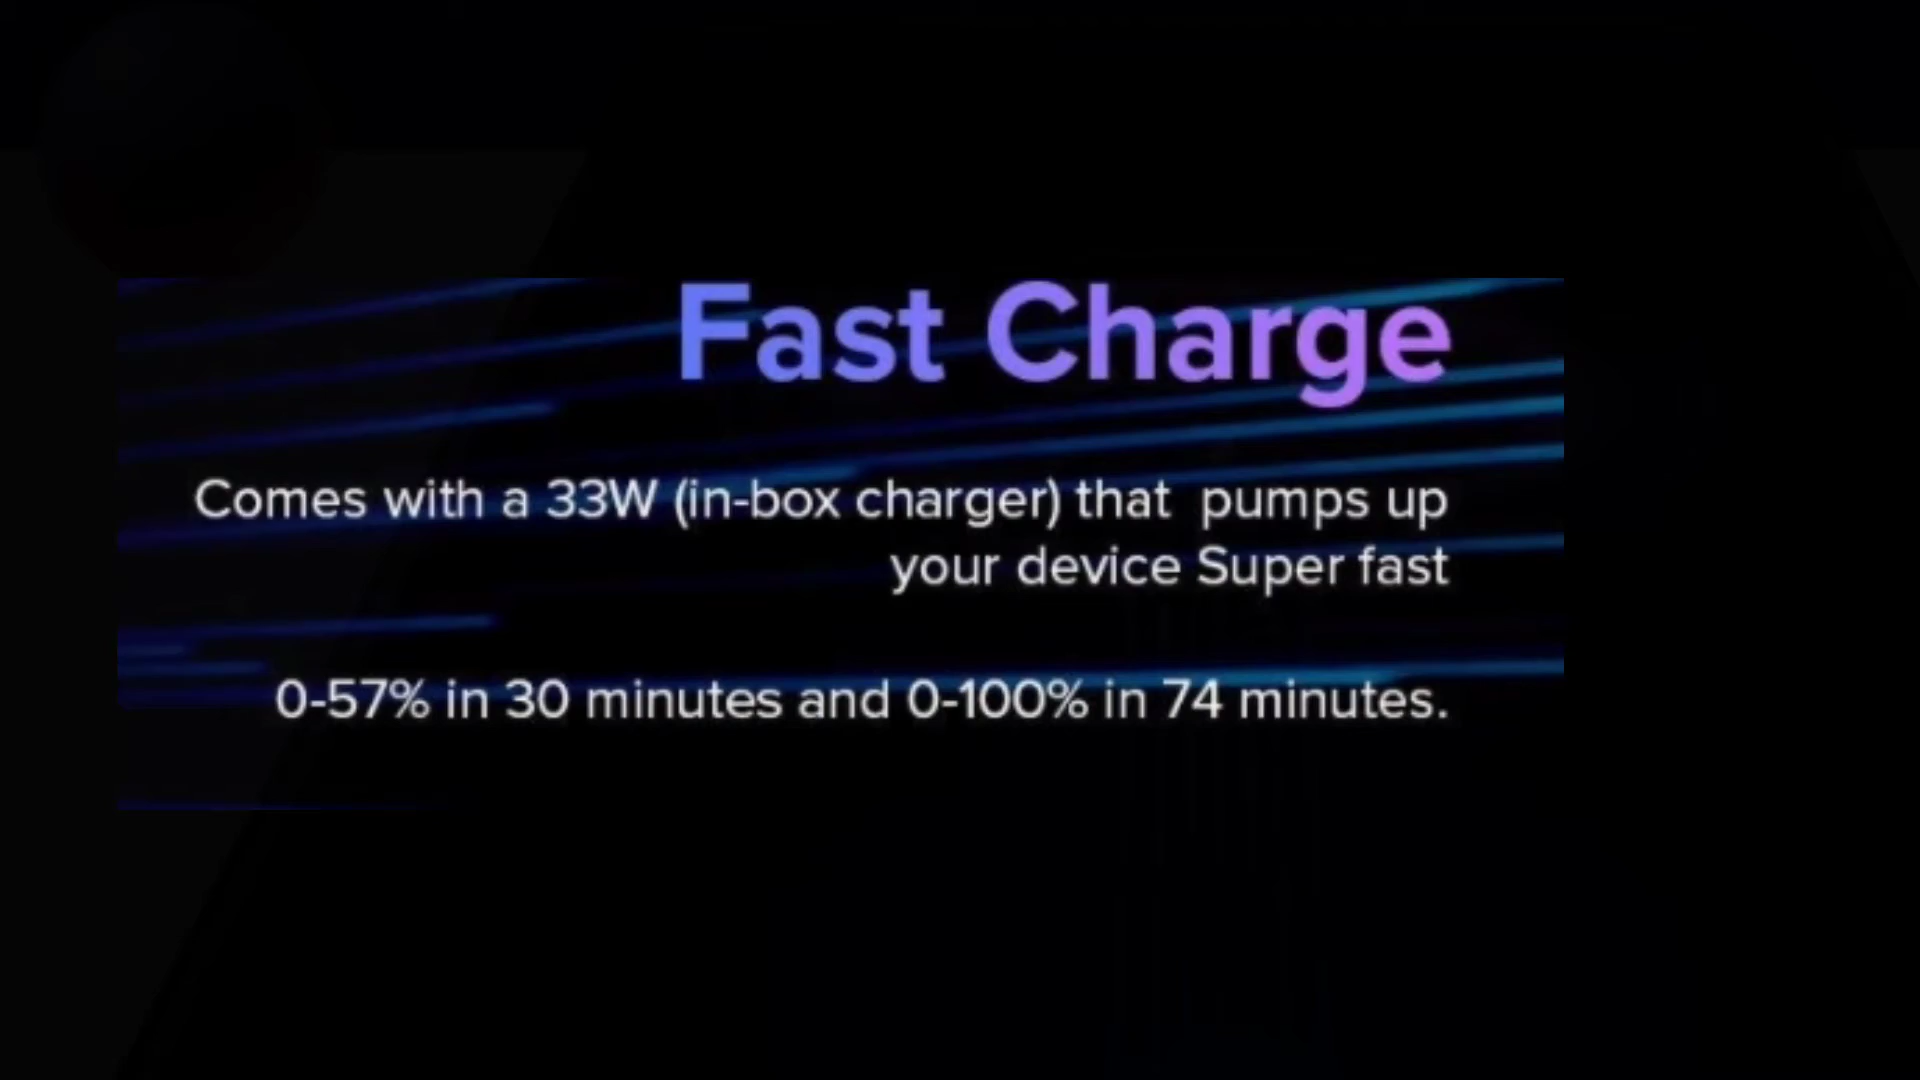 Fast Charge
Comes with a 33W (in-box charger) that pumps up
your device Super fast
0-57% in 30 minutes and 0-100% in 74 minutes.